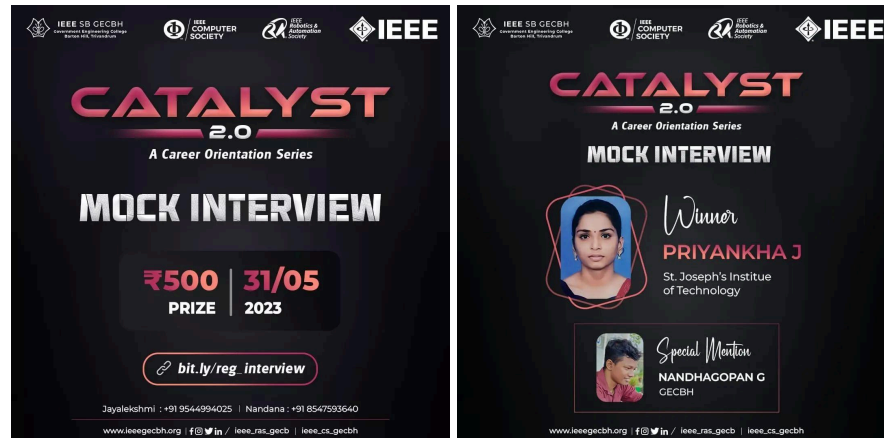 IEEE SB GECBH
Government Engineering College
Barton Hill, Trivandrum
IEEE
COMPUTER
SOCIETY
IEEE
Robotics &
Automation
Society
IEEE
CATALYST
2.0
A Career Orientation Series
MOCK INTERVIEW
₹500
PRIZE
31/05
2023
bit.ly/reg_interview
Jayalekshmi : +91 9544994025 | Nandana : +91 8547593640
www.ieeegecbh.org | in / ieee_ras_gecb | ieee_cs_gecbh
IEEE SB GECBH
Government Engineering College
Barton Hill, Trivandrum
IEEE
COMPUTER
SOCIETY
IEEE
Robotics &
Automation
Society
IEEE
CATALYST
2.0
A Career Orientation Series
MOCK INTERVIEW
Winner
PRIYANKHA J
St. Joseph's Institue
of Technology
Special Mention
NANDHAGOPAN G
GECBH
www.ieeegecbh.org | in / ieee_ras_gecb | ieee_cs_gecbh